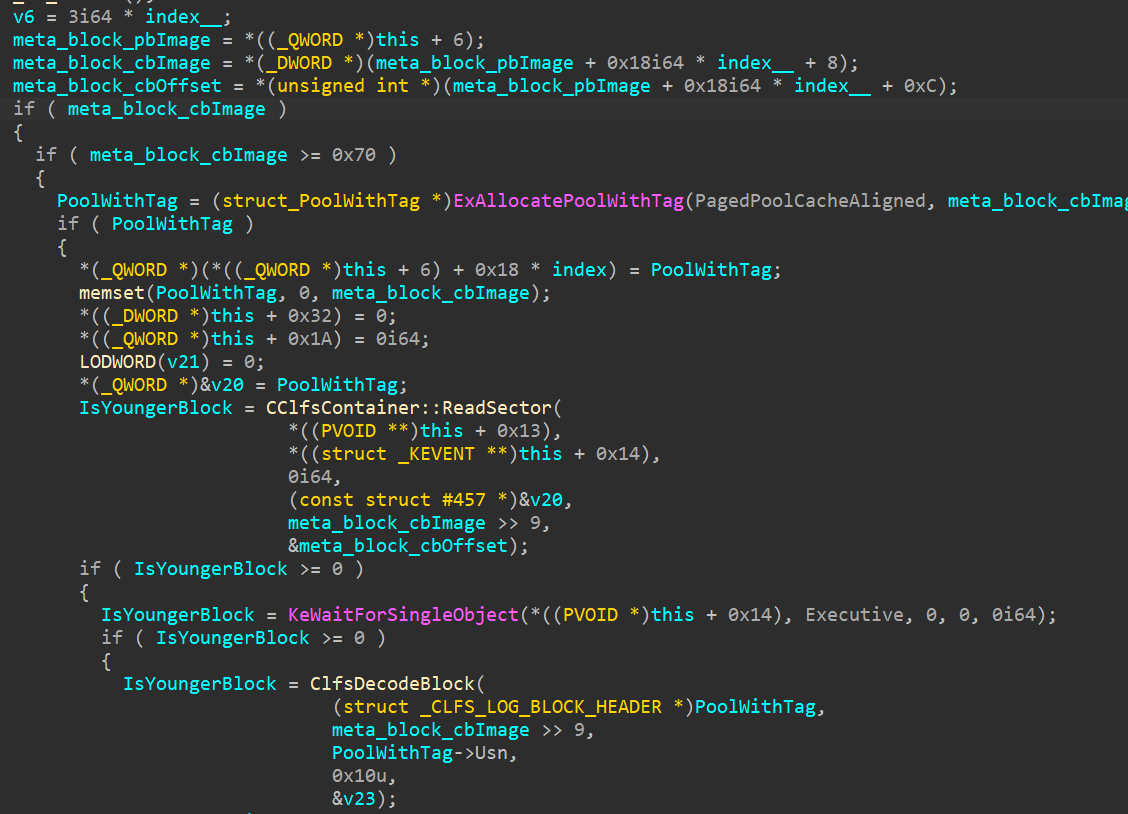 v6 = 3i64 * index__;
meta_block_pbImage = *((_QWORD *)this + 6);
meta_block_cbImage = *(_DWORD *)(meta_block_pbImage + 0x18i64 * index__ + 8);
meta_block_cbOffset = *(unsigned int *)(meta_block_pbImage + 0x18i64 * index__ + 0xC);
if ( meta_block_cbImage )
{
if ( meta_block_cbImage >= 0x70 )
{
PoolWithTag = (struct_PoolWithTag *)ExAllocatePoolWithTag(PagedPoolCacheAligned, meta_block_cbImag
if ( PoolWithTag )
{
*(_QWORD *)(*((_QWORD *)this + 6) + 0x18 * index) = PoolWithTag;
memset(PoolWithTag, 0, meta_block_cbImage);
*((_DWORD *)this + 0x32) = 0;
*((_QWORD *)this + 0x1A) = 0i64;
LODWORD(v21) = 0;
*(_QWORD *)&v20 = PoolWithTag;
IsYoungerBlock = CClfsContainer::ReadSector(
*((PVOID **)this + 0x13),
*((struct _KEVENT **)this + 0x14),
0i64,
(const struct #457 *)&v20,
meta_block_cbImage >> 9,
&meta_block_cbOffset);
if ( IsYoungerBlock >= 0 )
{
IsYoungerBlock = KeWaitForSingleObject(*((PVOID *)this + 0x14), Executive, 0, 0, 0i64);
if ( IsYoungerBlock >= 0 )
{
IsYoungerBlock = ClfsDecodeBlock(
(struct _CLFS_LOG_BLOCK_HEADER *)PoolWithTag,
meta_block_cbImage >> 9,
PoolWithTag->Usn,
0x10u,
&v23);